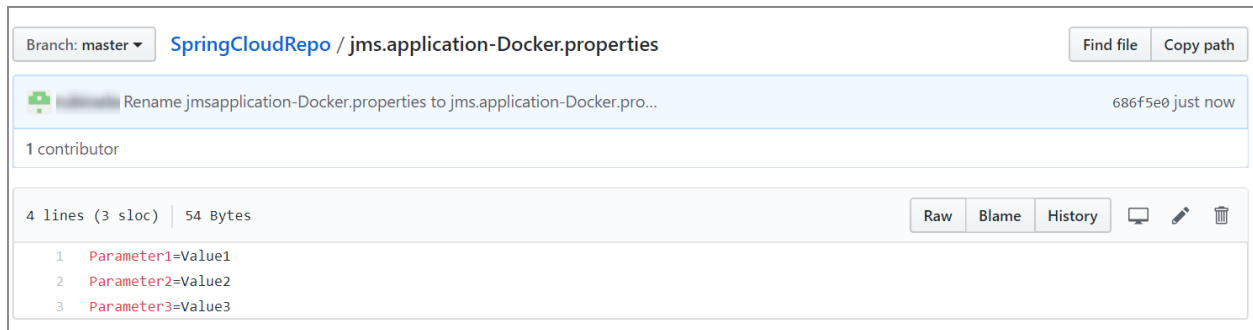 Branch: master SpringCloudRepo / jms.application-Docker.properties Find file Copy path
Rename jmsapplication-Docker.properties to jms.application-Docker.pro... 686f5e0 just now
1 contributor
4 lines (3 sloc) 54 Bytes Raw Blame History
1 Parameter1=Value1
2 Parameter2=Value2
3 Parameter3=Value3